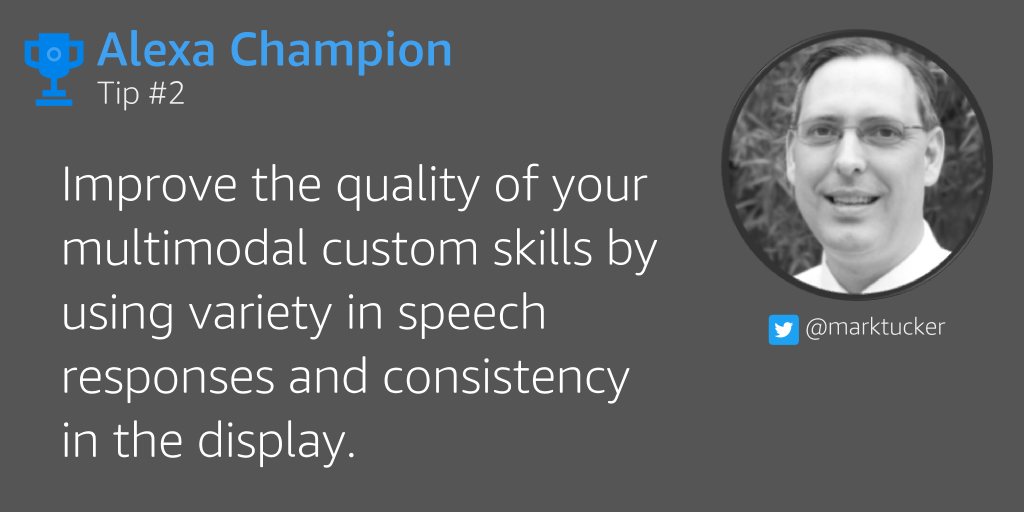 Alexa Champion
Tip #2
Improve the quality of your
multimodal custom skills by
using variety in speech
responses and consistency
in the display.
@marktucker